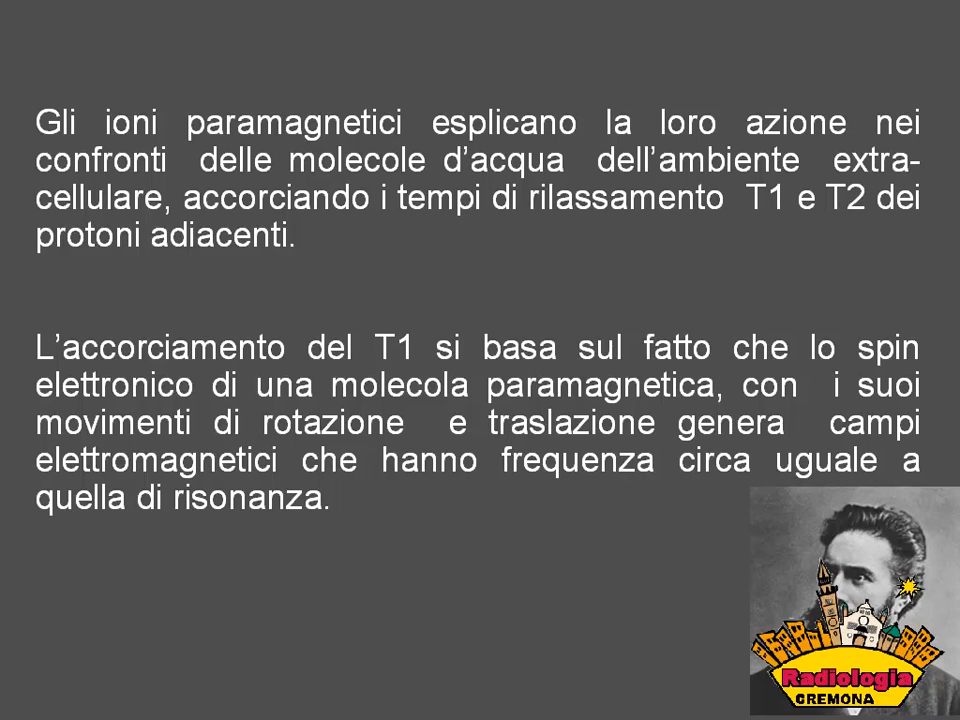 Gli ioni paramagnetici esplicano la loro azione nei
confronti delle molecole d’acqua dell’ambiente extra-
cellulare, accorciando i tempi di rilassamento T1 e T2 dei
protoni adiacenti.
L’accorciamento del T1 si basa sul fatto che lo spin
elettronico di una molecola paramagnetica, con i suoi
movimenti di rotazione e traslazione genera campi
elettromagnetici che hanno frequenza circa uguale a
quella di risonanza.
Radiologia
CREMONA